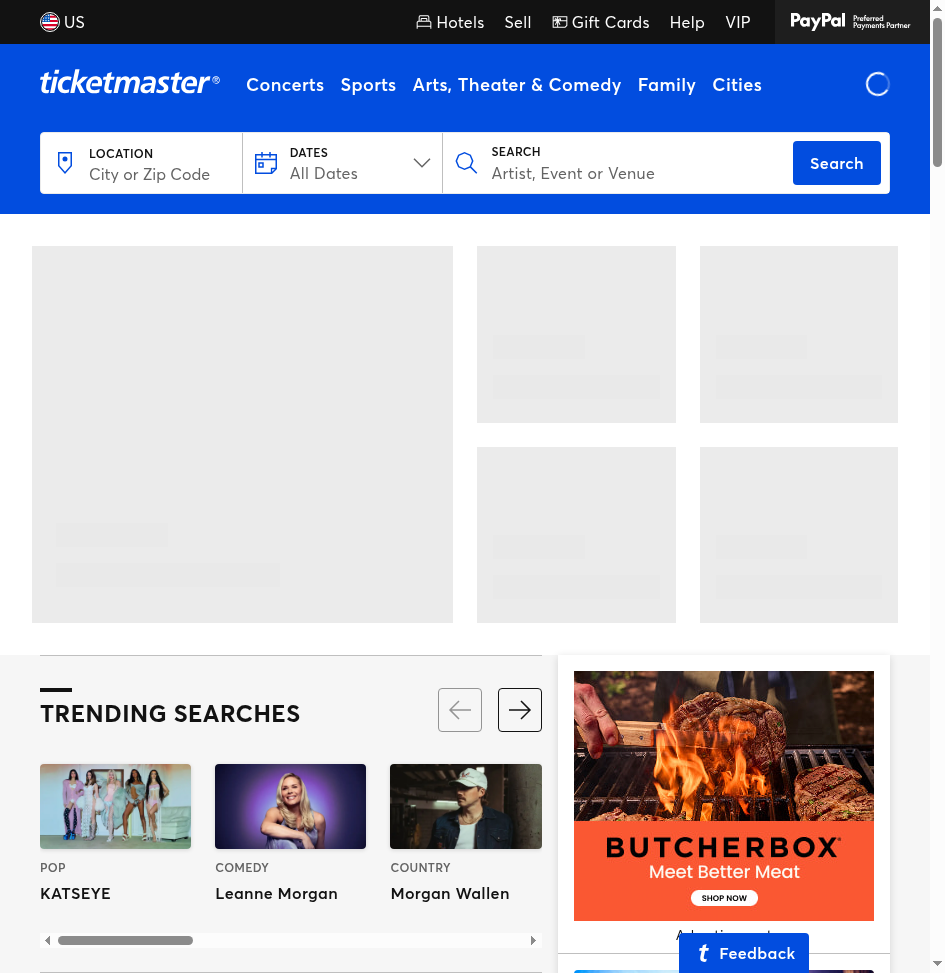 US
Hotels Sell Gift Cards Help VIP
PayPal Preferred Payments Partner
ticketmaster®
Concerts Sports Arts, Theater & Comedy Family Cities
LOCATION
City or Zip Code
DATES
All Dates
SEARCH
Artist, Event or Venue
Search
TRENDING SEARCHES
POP
KATSEYE
COMEDY
Leanne Morgan
COUNTRY
Morgan Wallen
BUTCHERBOX
Meet Better Meat
SHOP NOW
t Feedback